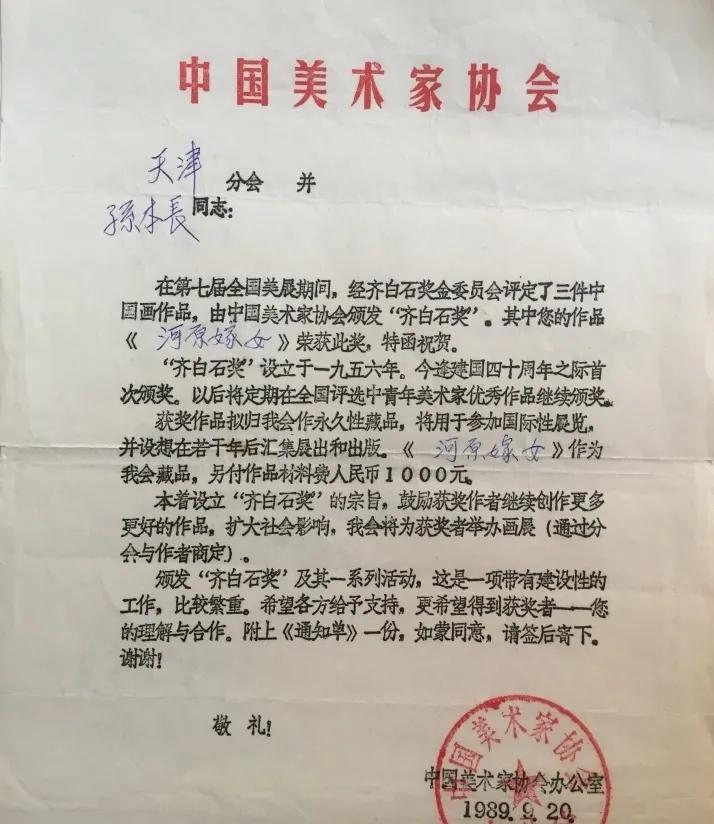 中国美术家协会
天津 分会 并
孫本長 同志：
在第七届全国美展期间，经齐白石奖金委员会评定了三件中
国画作品，由中国美术家协会颁发“齐白石奖”。其中您的作品
《 河原嫁女 》荣获此奖，特函祝贺。
“齐白石奖”设立于一九五六年。今逢建国四十周年之际首
次颁奖。以后将定期在全国评选中青年美术家优秀作品继续颁奖。
获奖作品拟归我会作永久性藏品，将用于参加国际性展览，
并设想在若干年后汇集展出和出版。《 河原嫁女 》作为
我会藏品，另付作品材料费人民币1000元。
本着设立“齐白石奖”的宗旨，鼓励获奖作者继续创作更多
更好的作品，扩大社会影响，我会将为获奖者举办画展（通过分
会与作者商定）。
颁发“齐白石奖”及其一系列活动，这是一项带有建设性的
工作，比较繁重。希望各方给予支持，更希望得到获奖者——您
的理解与合作。附上《通知单》一份，如蒙同意，请签后寄下。
谢谢！
敬礼！
中国美术家协会
中国美术家协会办公室
1989.9.20.